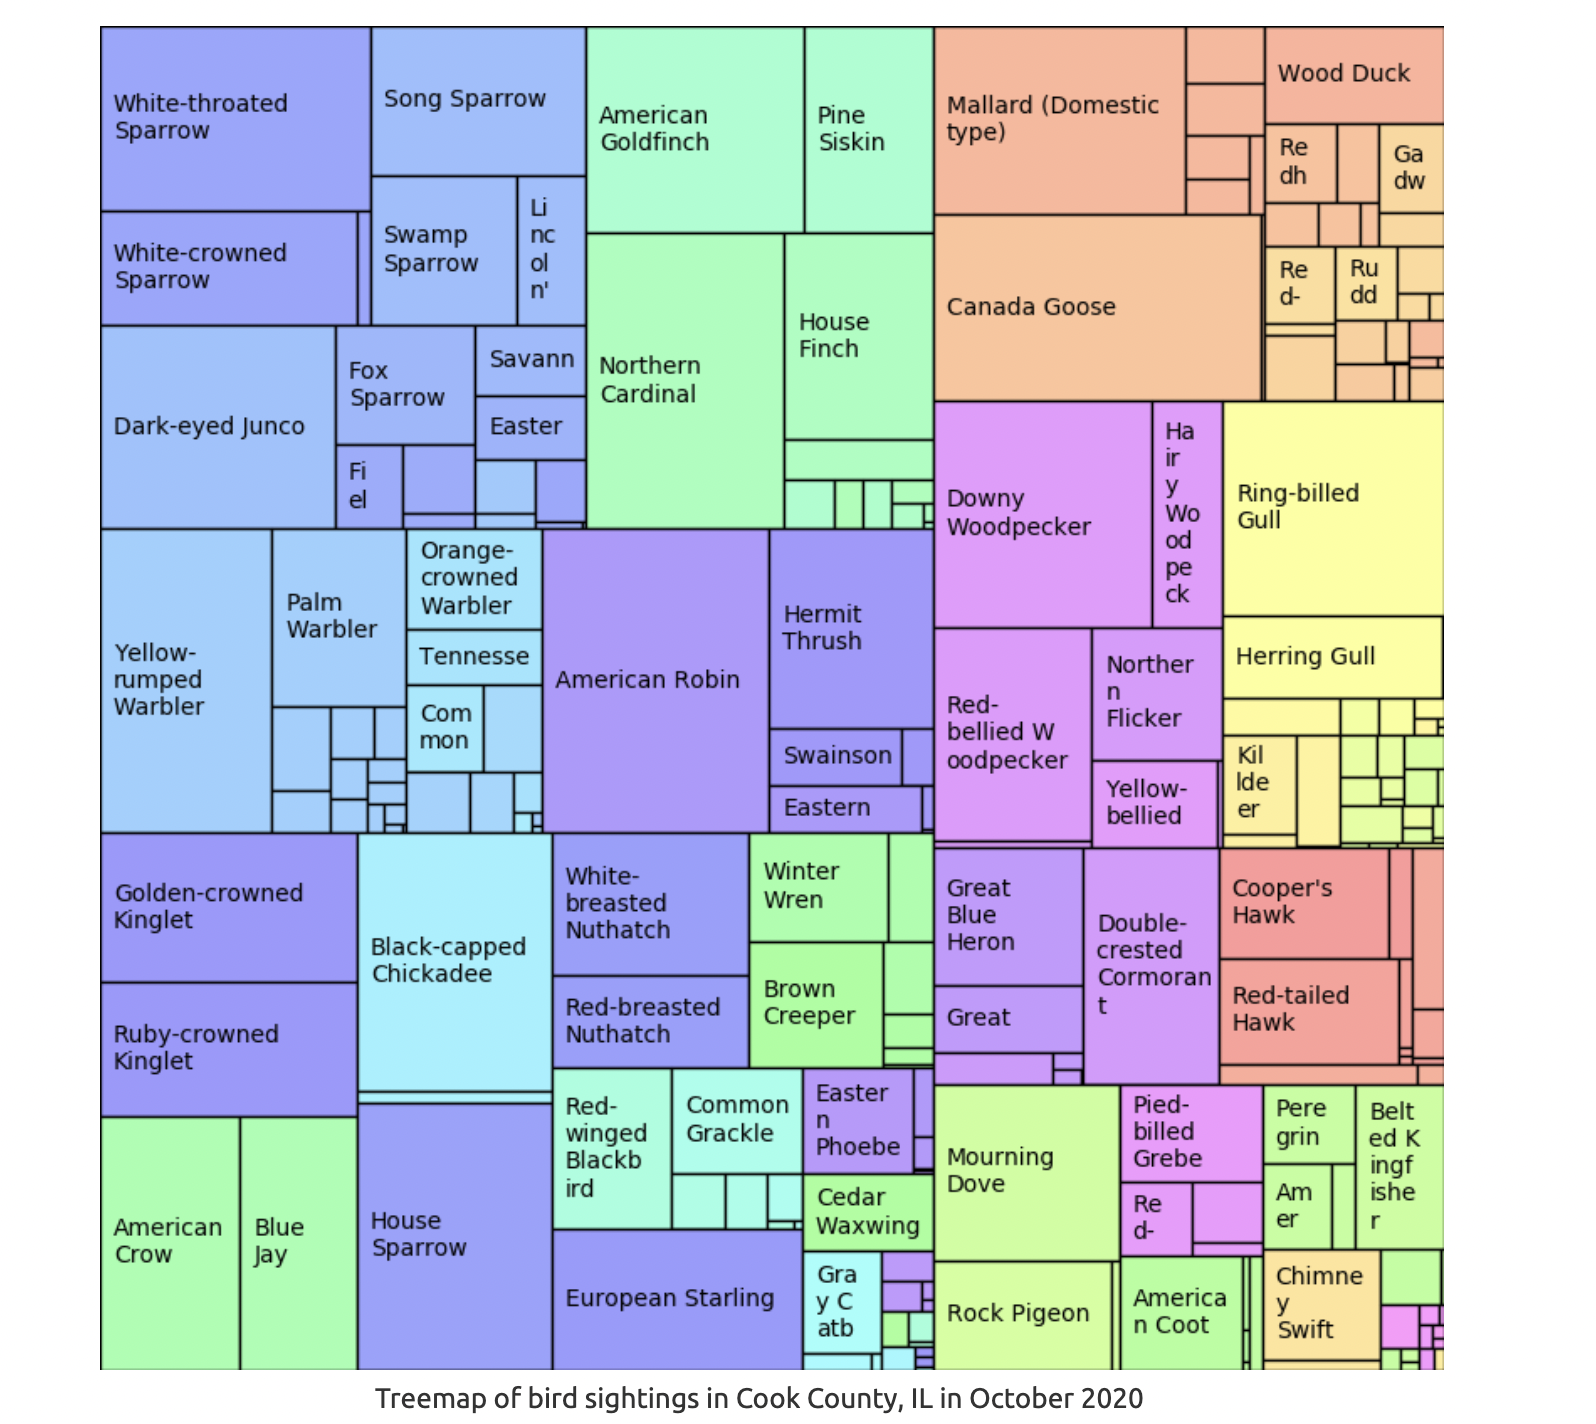 White-throated
Sparrow
Song Sparrow
American
Goldfinch
Pine
Siskin
Mallard (Domestic
type)
Wood Duck
Re
dh
Ga
dw
White-crowned
Sparrow
Swamp
Sparrow
Li
nc
ol
n'
Northern
Cardinal
House
Finch
Canada Goose
Re
d-
Ru
dd
Dark-eyed Junco
Fox
Sparrow
Savann
Easter
Fi
el
Downy
Woodpecker
Ha
ir
y
Wo
od
pe
ck
Ring-billed
Gull
Herring Gull
Yellow-
rumped
Warbler
Palm
Warbler
Orange-
crowned
Warbler
Tennesse
Com
mon
American Robin
Hermit
Thrush
Swainson
Eastern
Red-
bellied W
oodpecker
Norther
n
Flicker
Yellow-
bellied
Kil
lde
er
Golden-crowned
Kinglet
Ruby-crowned
Kinglet
Black-capped
Chickadee
White-
breasted
Nuthatch
Red-breasted
Nuthatch
Winter
Wren
Brown
Creeper
Great
Blue
Heron
Great
Double-
crested
Cormoran
t
Cooper's
Hawk
Red-tailed
Hawk
American
Crow
Blue
Jay
House
Sparrow
Red-
winged
Blackb
ird
Common
Grackle
Easter
n
Phoebe
Cedar
Waxwing
European Starling
Gra
y C
atb
Mourning
Dove
Rock Pigeon
Pied-
billed
Grebe
Re
d-
America
n Coot
Pere
grin
Am
er
Belt
ed K
ingf
ishe
r
Chimne
y
Swift
Treemap of bird sightings in Cook County, IL in October 2020